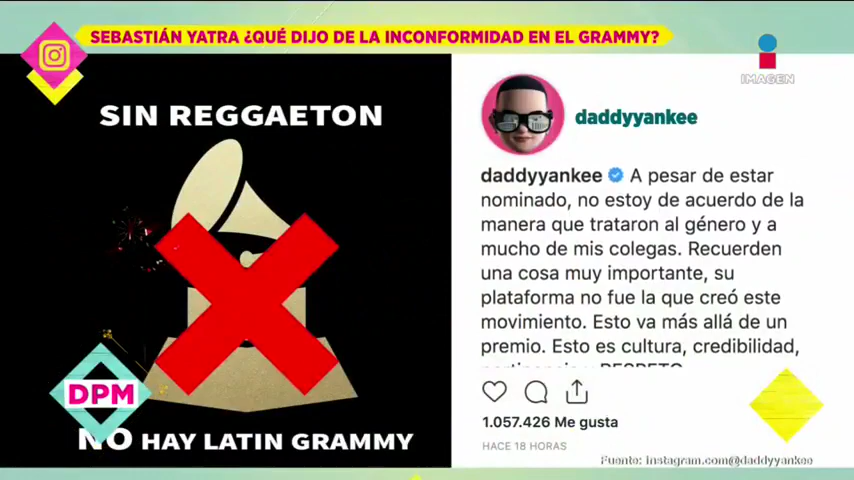 SEBASTIÁN YATRA ¿QUÉ DIJO DE LA INCONFORMIDAD EN EL GRAMMY?
IMAGEN
SIN REGGAETON
NO HAY LATIN GRAMMY
DPM
daddyyankee
daddyyankee A pesar de estar
nominado, no estoy de acuerdo de la
manera que trataron al género y a
mucho de mis colegas. Recuerden
una cosa muy importante, su
plataforma no fue la que creó este
movimiento. Esto va más allá de un
premio. Esto es cultura, credibilidad,
RESPETO
1.057.426 Me gusta
HACE 18 HORAS
Fuente: Instagram.com@daddyyankee